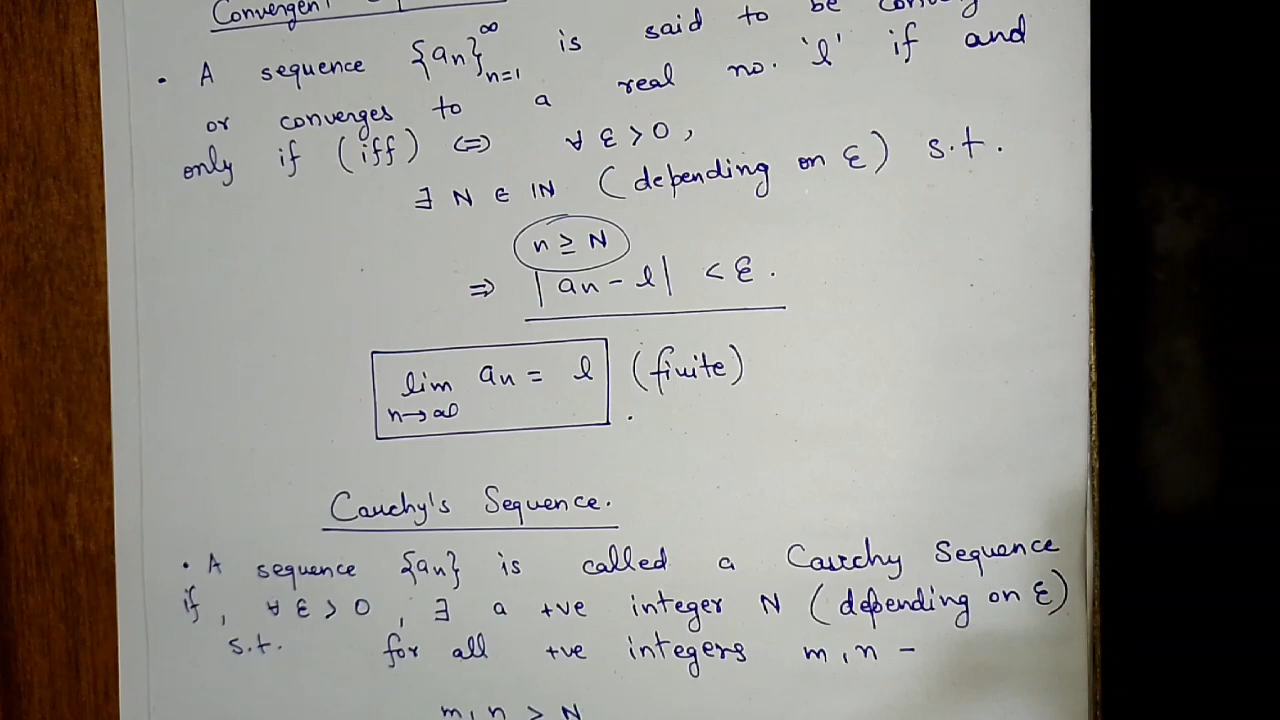 Convergent
• A sequence {an}∞n=1 is said to be
or converges to a real no. 'l' if and
only if (iff) ⇔ ∀ ε > 0,
∃ N ∈ IN (depending on ε) s.t.
n ≥ N
⇒ |an - l| < ε.
lim n→∞ an = l (finite)
Cauchy's Sequence.
• A sequence {an} is called a Cauchy Sequence
if, ∀ ε > 0, ∃ a +ve integer N (depending on ε)
s.t. for all +ve integers m, n -
m, n > N